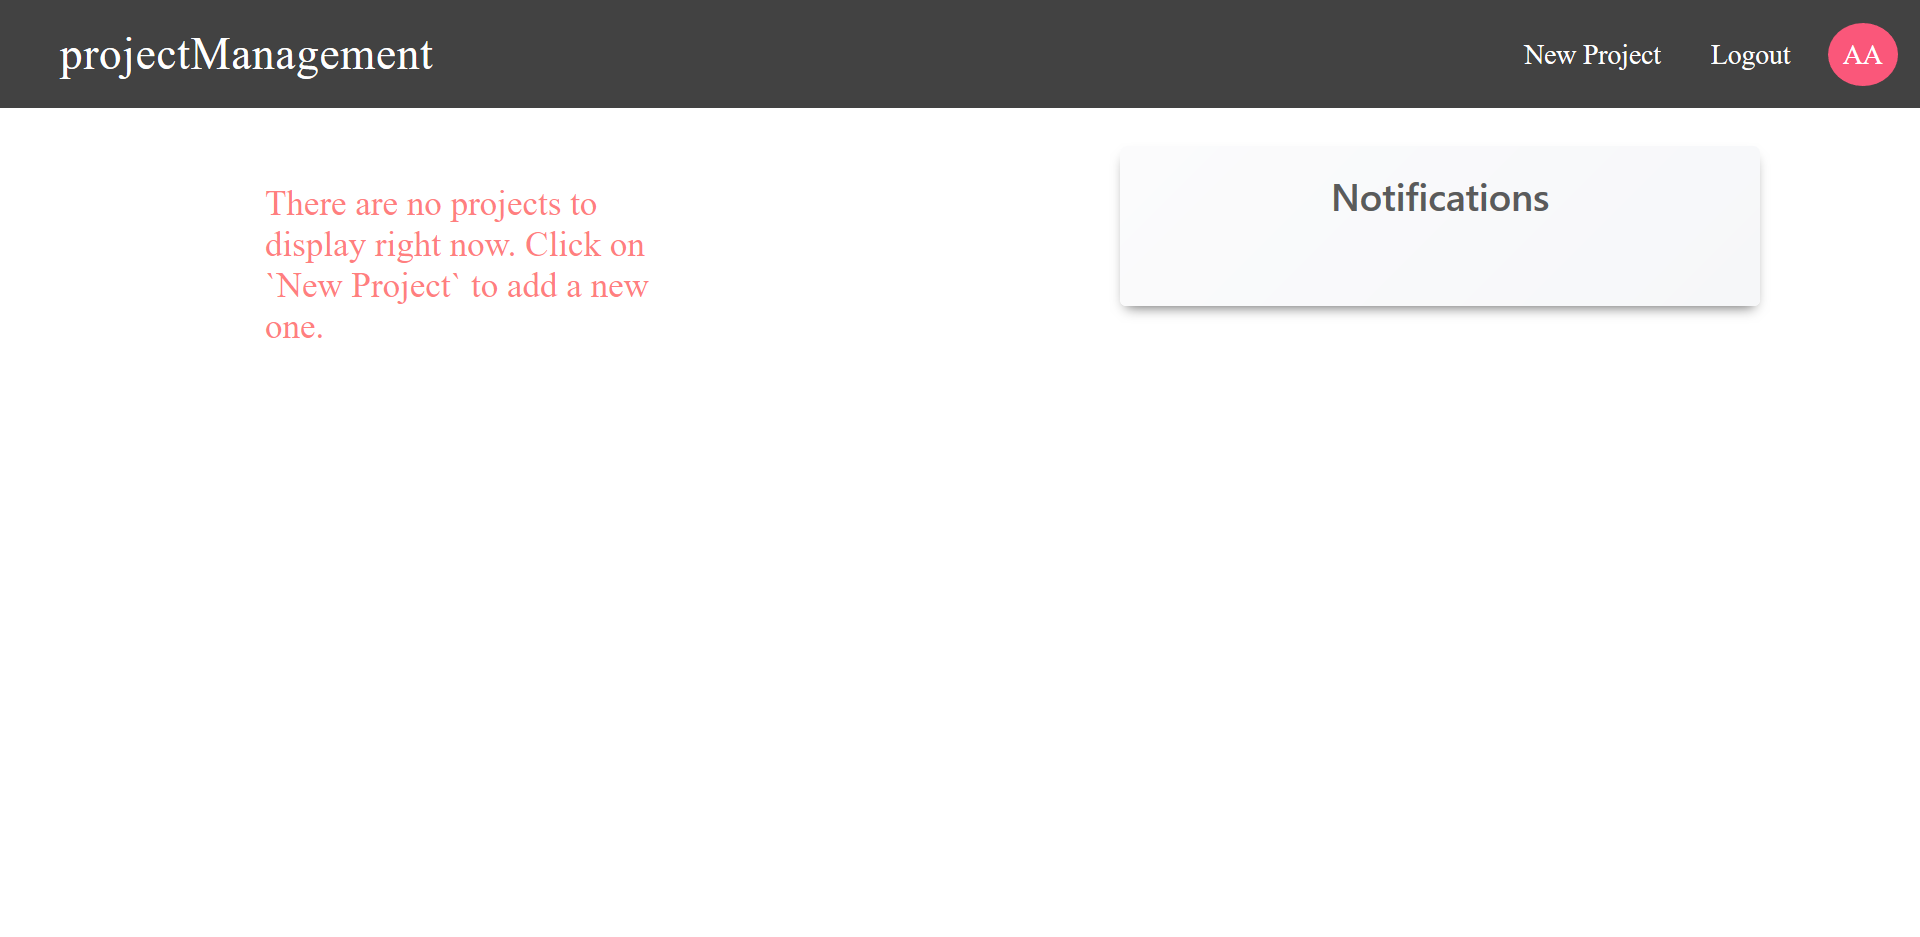 projectManagement
New Project
Logout
AA
There are no projects to
display right now. Click on
`New Project` to add a new
one.
Notifications